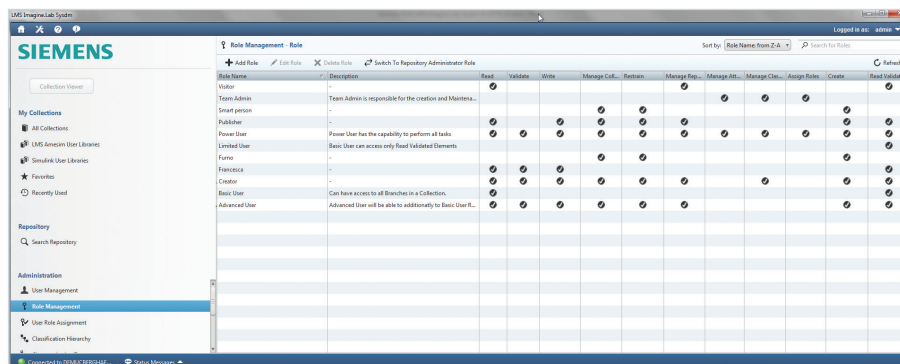 LMS Imagine.Lab Sysdm
Logged in as: admin
SIEMENS
Role Management - Role
Sort by: Role Name: from Z-A
Search for Roles
Add Role Edit Role Delete Role Switch To Repository Administrator Role
Refresh
Role Name Description Read Validate Write Manage Coll... Restrain Manage Rep... Manage Att... Manage Clas... Assign Roles Create Read Validat
Visitor -
Team Admin Team Admin is responsible for the creation and Maintena...
Smart person -
Publisher -
Power User Power User has the capability to perform all tasks
Limited User Basic User can access only Read Validated Elements
Furno -
Francesca -
Creator -
Basic User Can have access to all Branches in a Collection.
Advanced User Advanced User will be able to additionally to Basic User R...
Collection Viewer
My Collections
All Collections
LMS Amesim User Libraries
Simulink User Libraries
Favorites
Recently Used
Repository
Search Repository
Administration
User Management
Role Management
User Role Assignment
Classification Hierarchy
Connected to DEMUCBERGHAE...
Status Messages